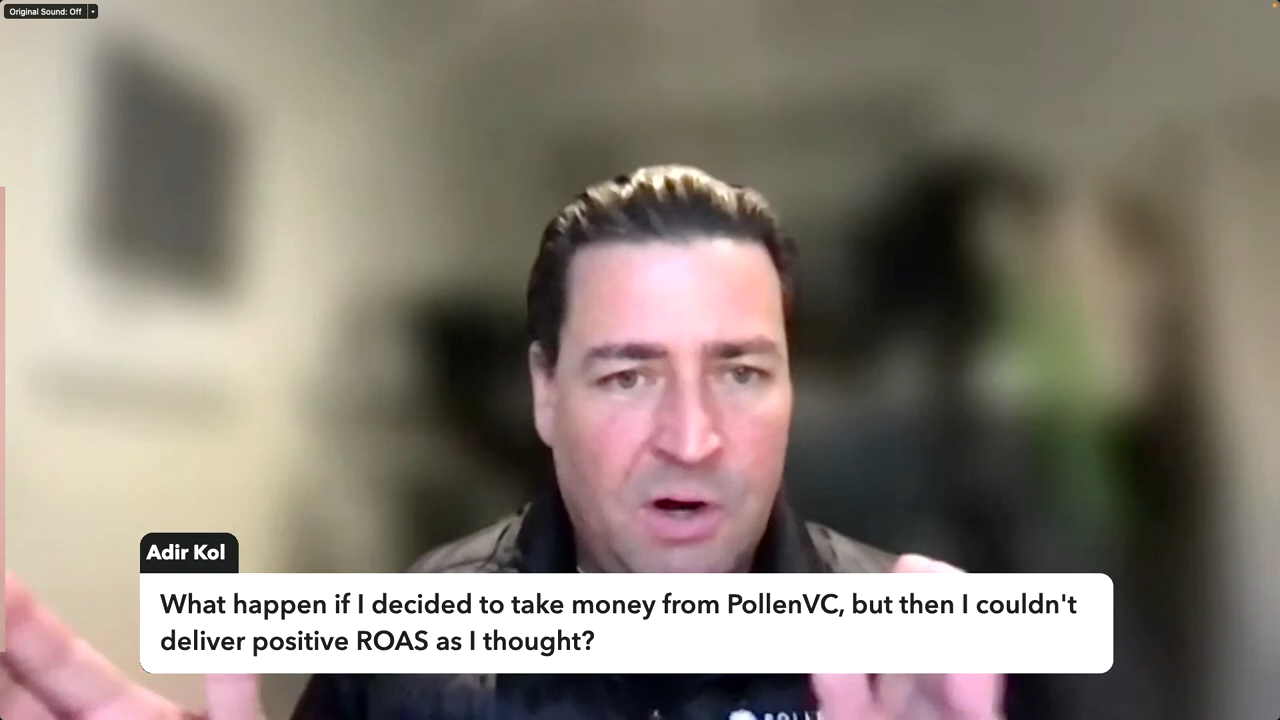 Original Sound: Off
Adir Kol
What happen if I decided to take money from PollenVC, but then I couldn't
deliver positive ROAS as I thought?